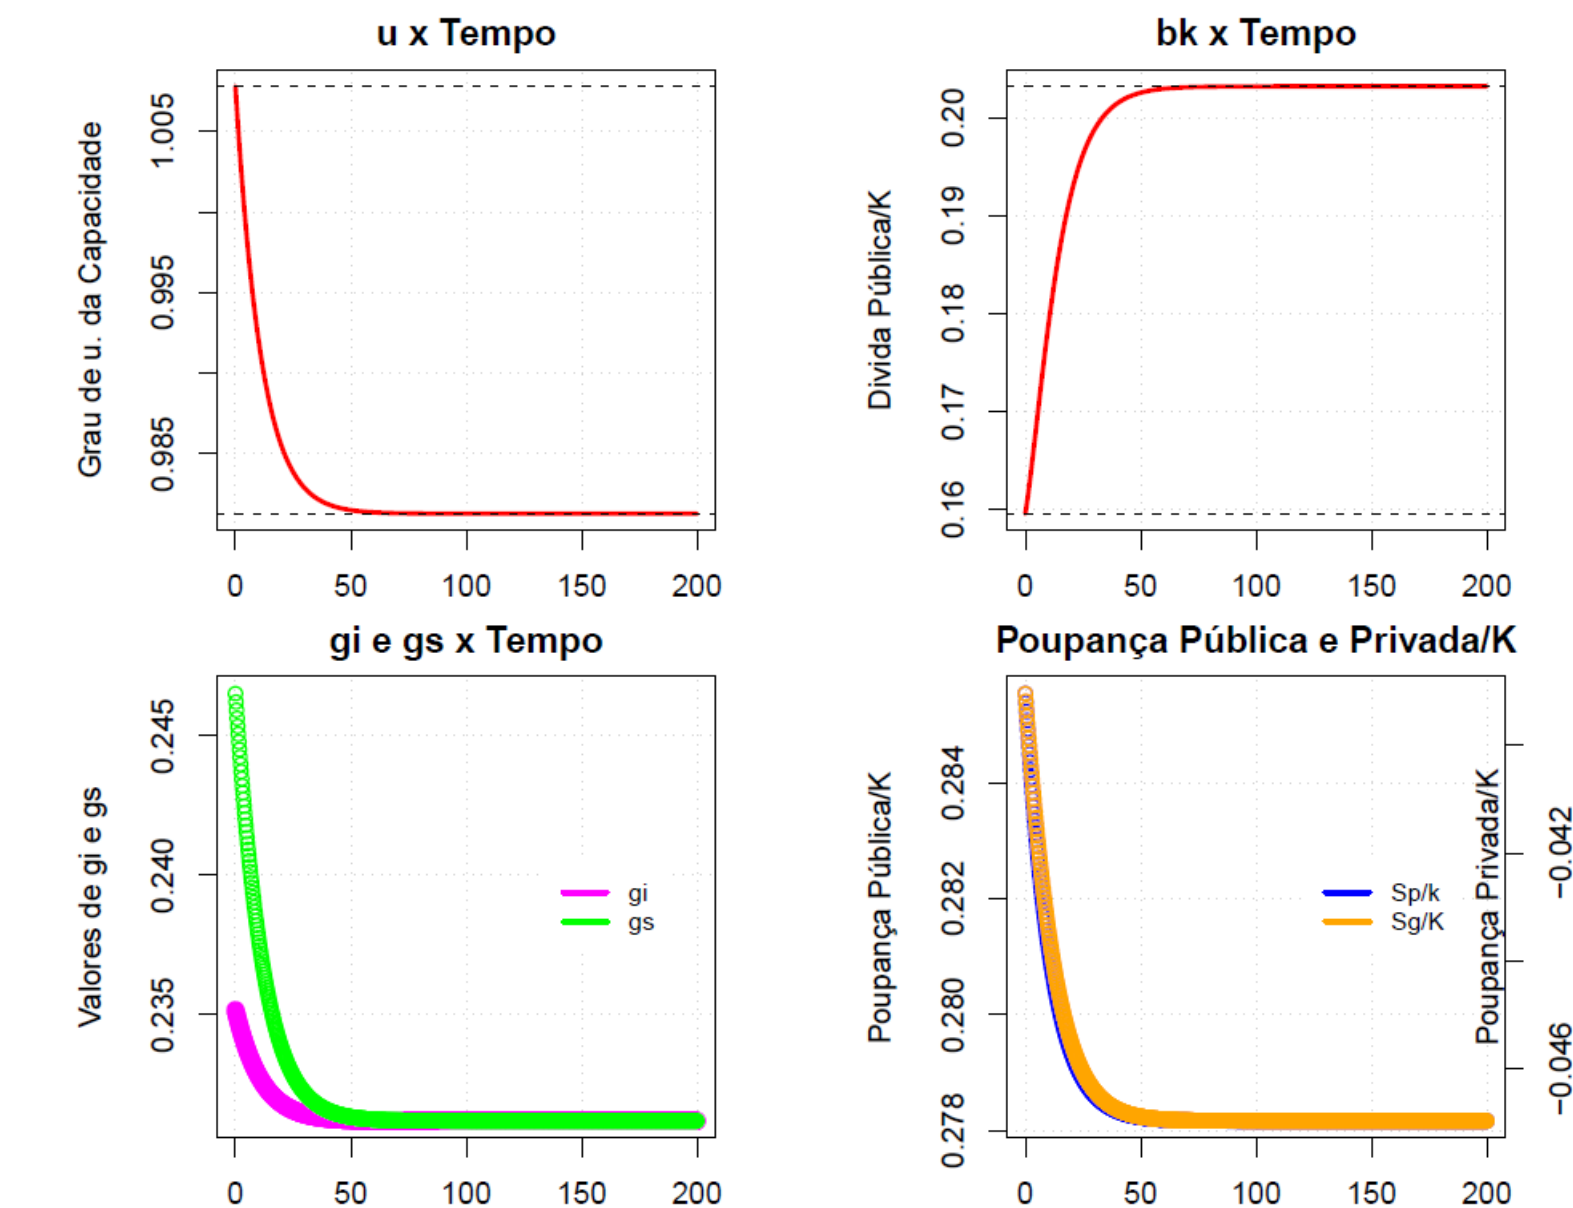 u x Tempo
Grau de u. da Capacidade
1.005
0.995
0.985
0 50 100 150 200
bk x Tempo
Divida Pública/K
0.20
0.19
0.18
0.17
0.16
0 50 100 150 200
gi e gs x Tempo
Valores de gi e gs
0.245
0.240
0.235
gi
gs
0 50 100 150 200
Poupança Pública e Privada/K
Poupança Pública/K
0.284
0.282
0.280
0.278
Sp/k
Sg/K
Poupança Privada/K
−0.042
−0.046
0 50 100 150 200